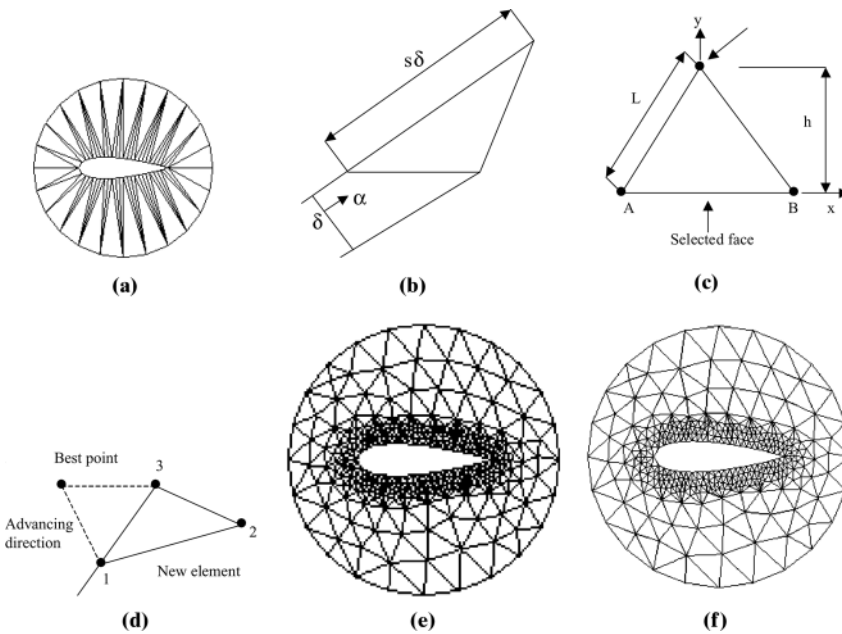 (a)
sδ
δ
α
(b)
y
L
h
A
B
x
Selected face
(c)
Best point
3
Advancing
direction
2
1
New element
(d)
(e)
(f)